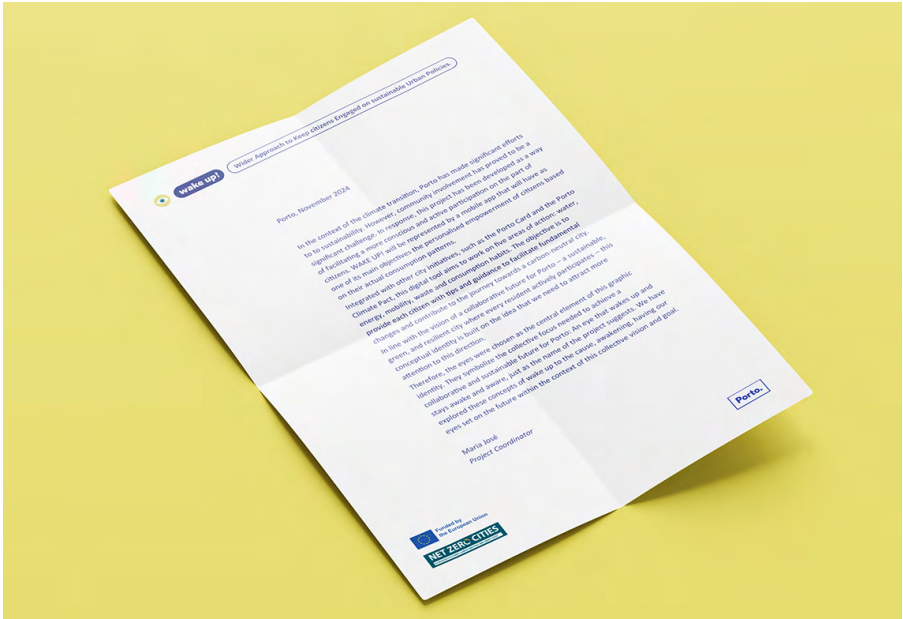 wake up!
Wider Approach to Keep citizens Engaged on sustainable Urban Policies.
Porto, November 2024
In the context of the climate transition, Porto has made significant efforts
to to sustainability. However, community involvement has proved to be a
significant challenge. In response, this project has been developed as a way
of facilitating a more conscious and active participation on the part of
citizens. WAKE UP! will be represented by a mobile app that will have as
one of its main objectives the personalised empowerment of citizens based
on their actual consumption patterns.
Integrated with other city initiatives, such as the Porto Card and the Porto
Climate Pact, this digital tool aims to work on five areas of action: water,
energy, mobility, waste and consumption habits. The objective is to
provide each citizen with tips and guidance to facilitate fundamental
changes and contribute to the journey towards a carbon-neutral city.
In line with the vision of a collaborative future for Porto – a sustainable,
green, and resilient city where every resident actively participates – this
conceptual identity is built on the idea that we need to attract more
attention to this direction.
Therefore, the eyes were chosen as the central element of this graphic
identity. They symbolize the collective focus needed to achieve a
collaborative and sustainable future for Porto: An eye that wakes up and
stays awake and aware, just as the name of the project suggests. We have
explored these concepts of wake up to the cause, awakening, having our
eyes set on the future within the context of this collective vision and goal.
Maria José
Project Coordinator
Porto.
Funded by
the European Union
NET ZERO CITIES